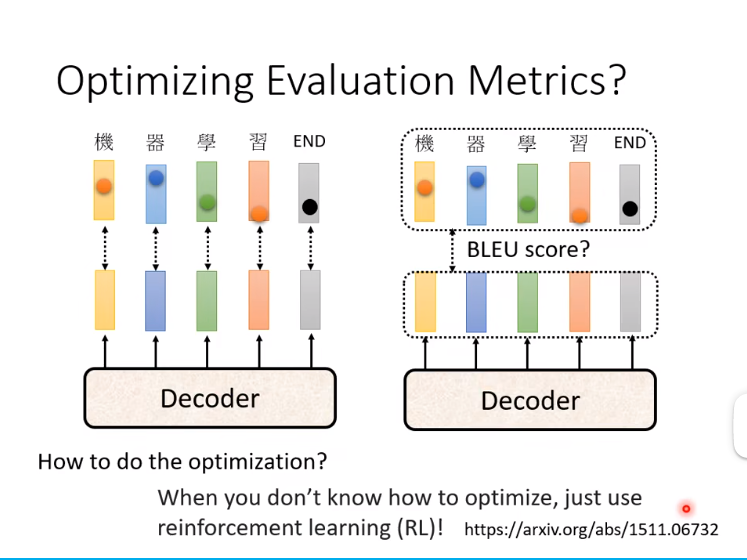 Optimizing Evaluation Metrics?
機 器 學 習 END
機 器 學 習 END
BLEU score?
Decoder
Decoder
How to do the optimization?
When you don't know how to optimize, just use
reinforcement learning (RL)! https://arxiv.org/abs/1511.06732